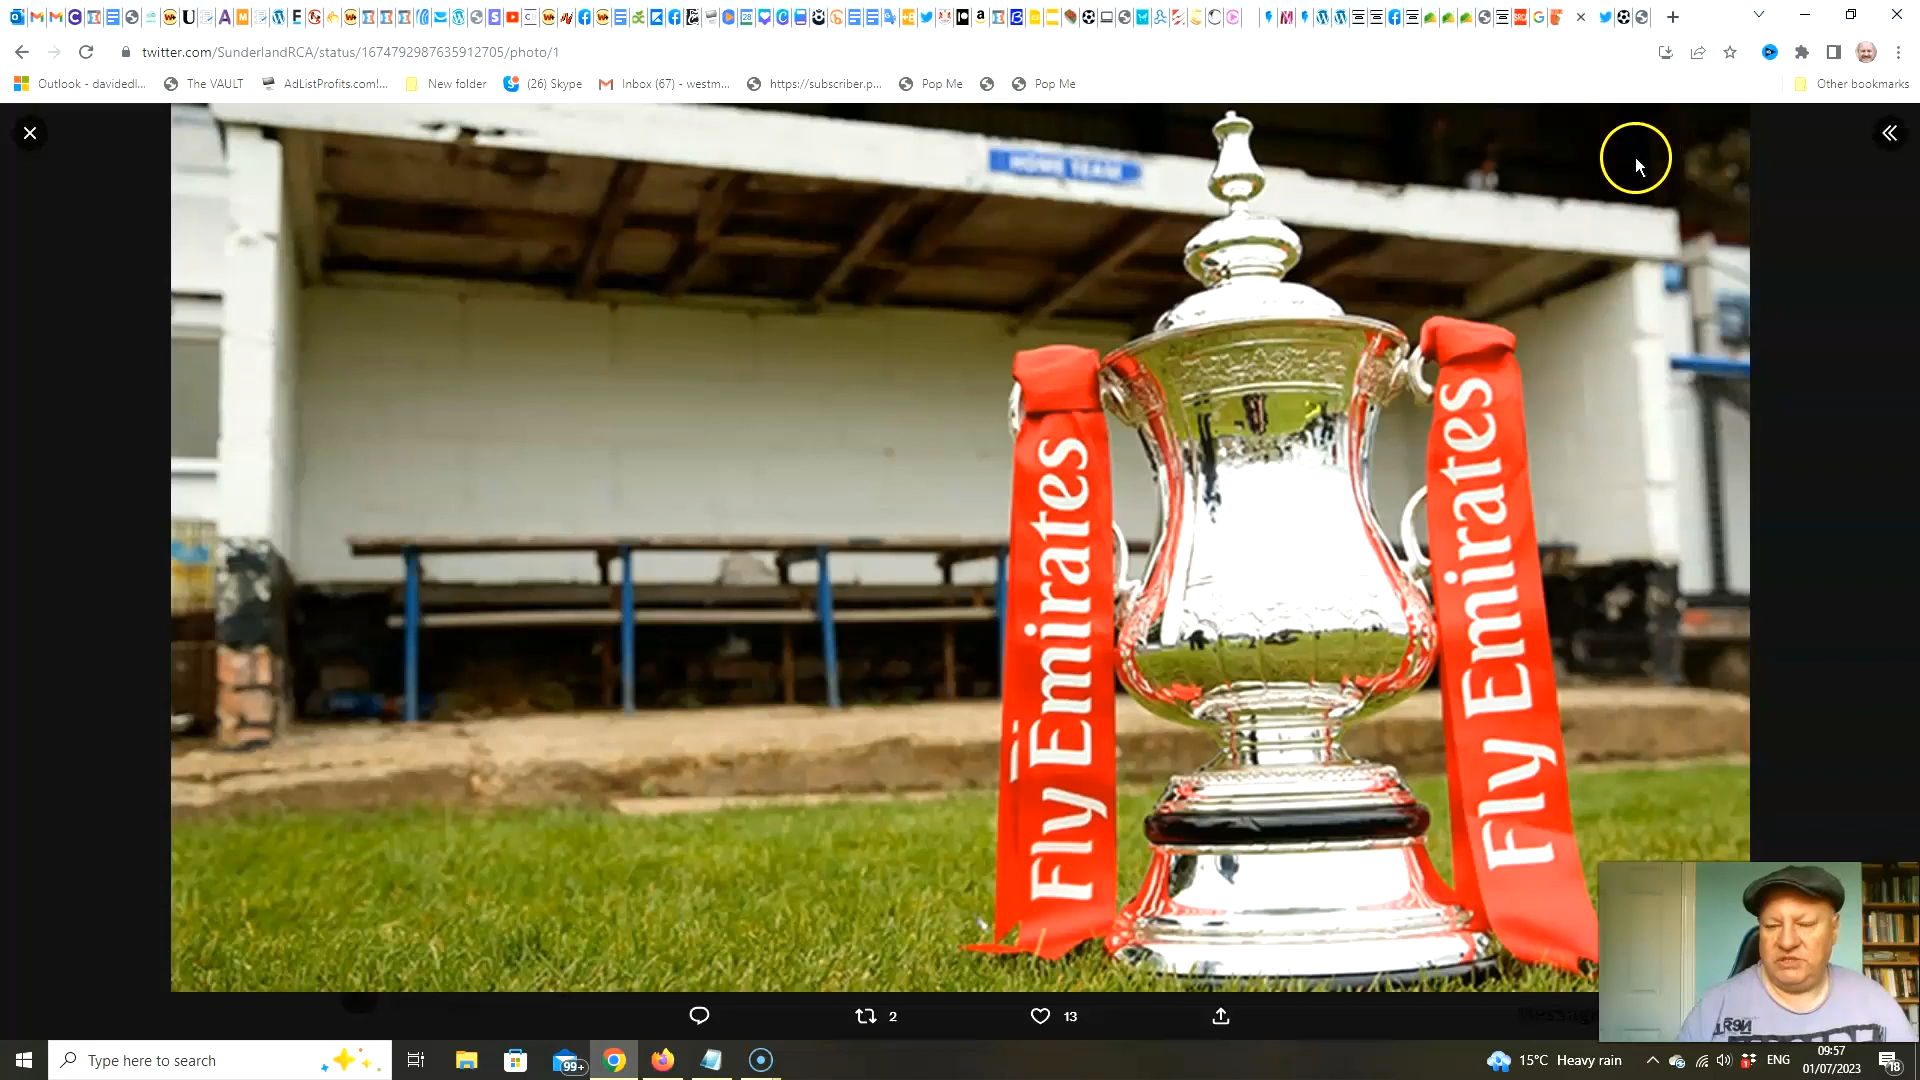 twitter.com/SunderlandRCA/status/1674792987635912705/photo/1
Outlook - davidedl...
The VAULT
AdListProfits.com!...
New folder
(26) Skype
Inbox (67) - westm...
https://subscriber.p...
Pop Me
Pop Me
Other bookmarks
HOME TEAM
Fly Emirates
Fly Emirates
2
13
Type here to search
99+
15°C Heavy rain
ENG
09:57
01/07/2023
18